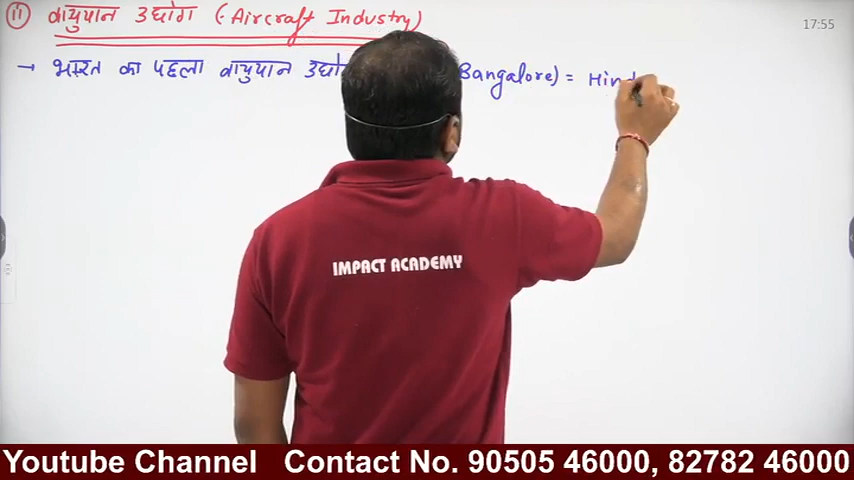 ii वायुयान उद्योग (:Aircraft Industry)
17:55
→ भारत का पहला वायुयान उद्यो Bangalore) = Hind
IMPACT ACADEMY
Youtube Channel Contact No. 90505 46000, 82782 46000